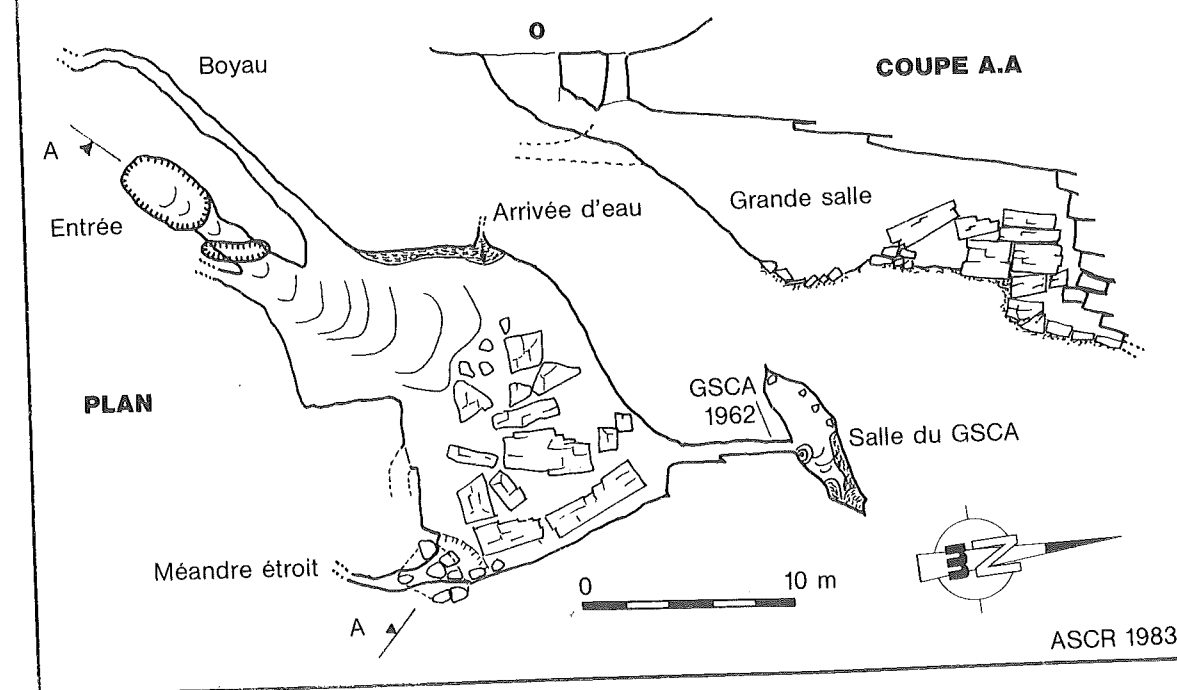 O
Boyau
COUPE A.A
A
Entrée
Arrivée d'eau
Grande salle
PLAN
GSCA
1962
Salle du GSCA
Méandre étroit
0 10 m
A
N
ASCR 1983